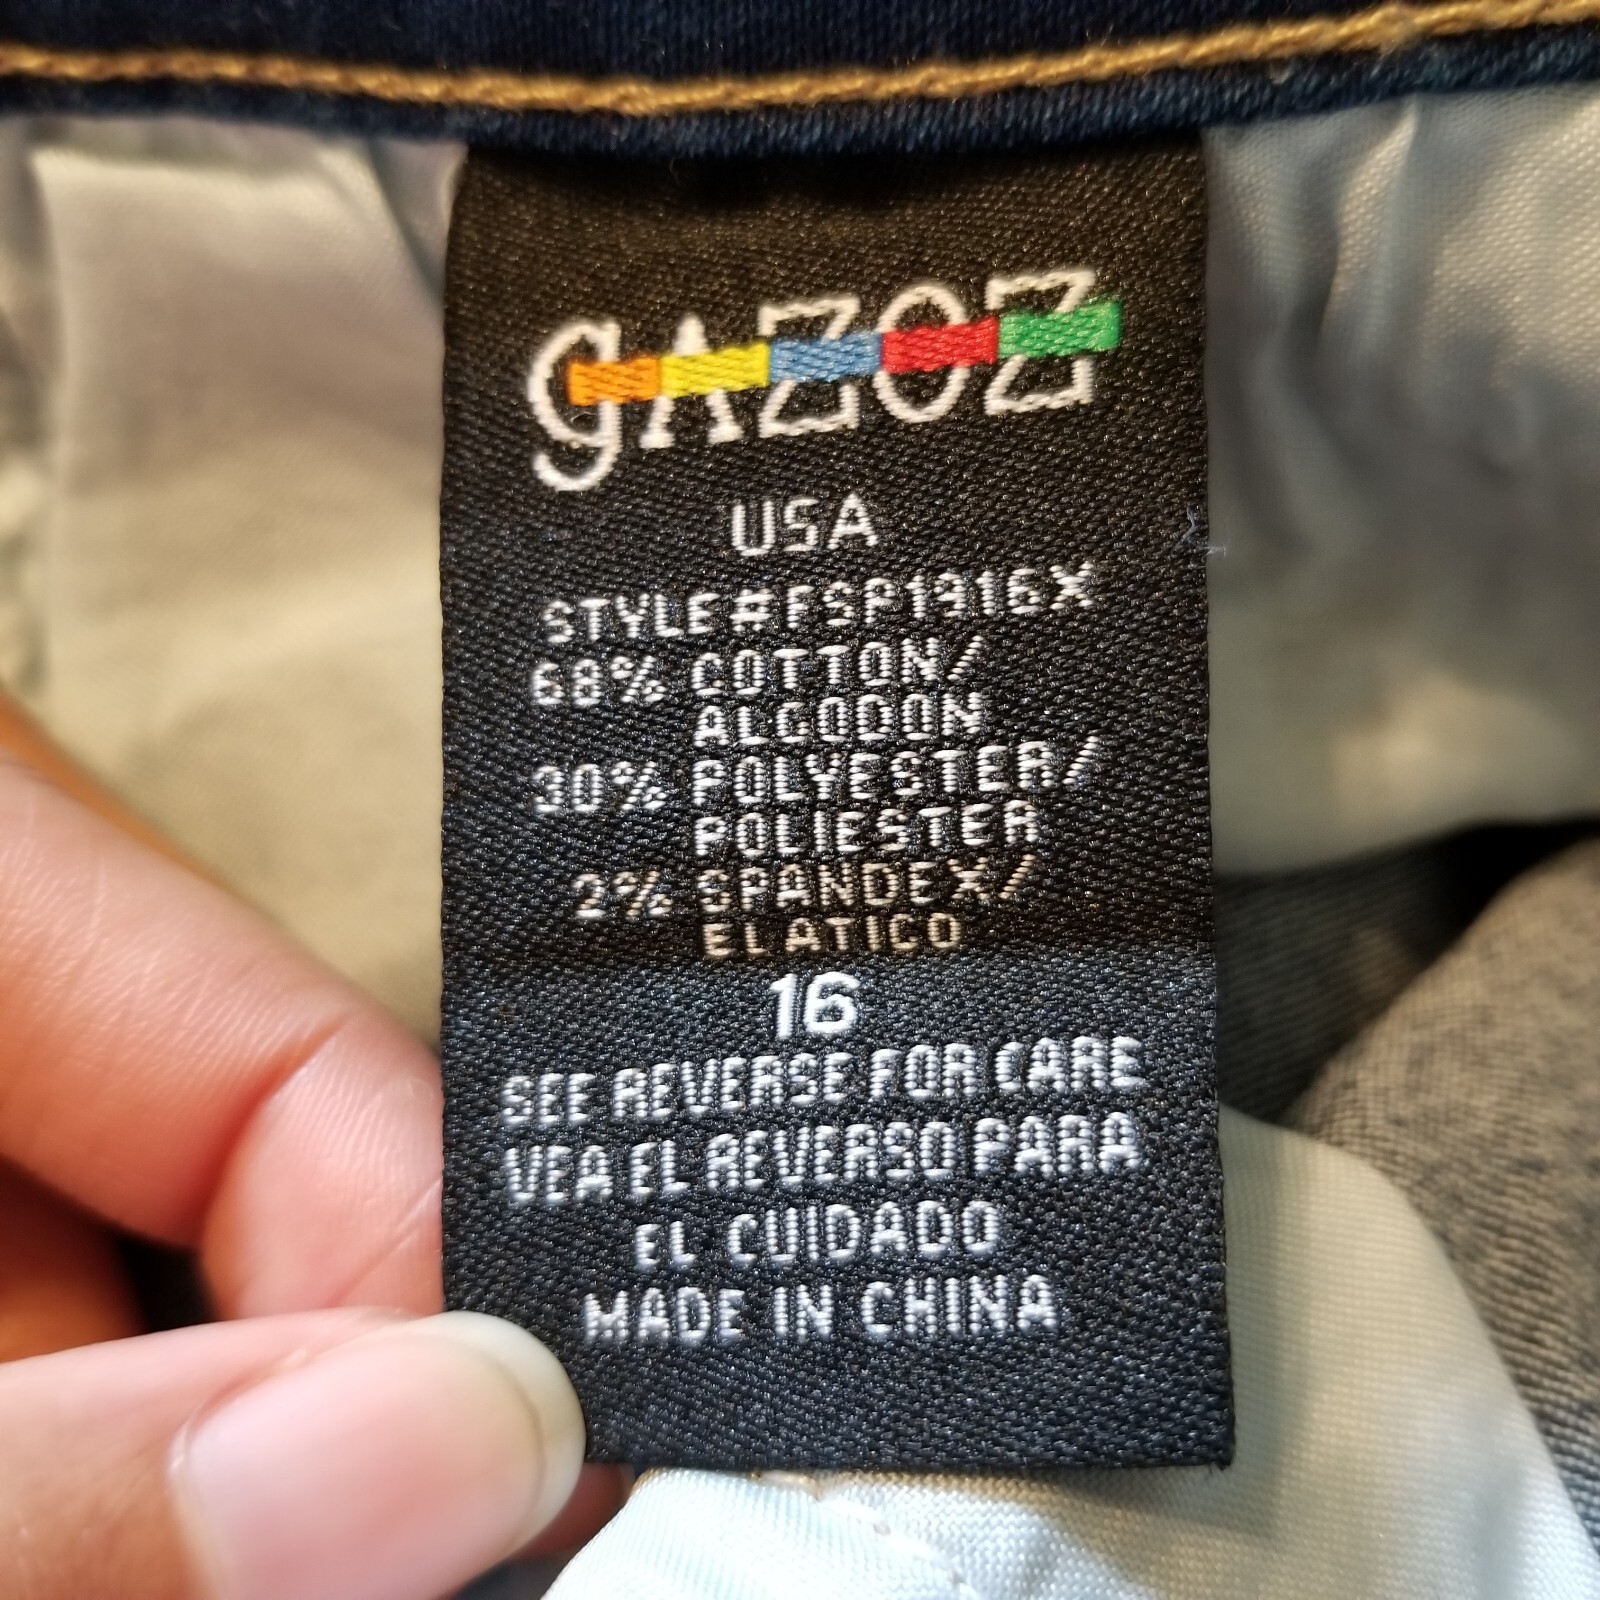 GAZOZ
USA
STYLE#FSP1916X
68% COTTON/
ALGODON
30% POLYESTER/
POLIESTER
2% SPANDEX/
ELATICO
16
SEE REVERSE FOR CARE
VEA EL REVERSO PARA
EL CUIDADO
MADE IN CHINA